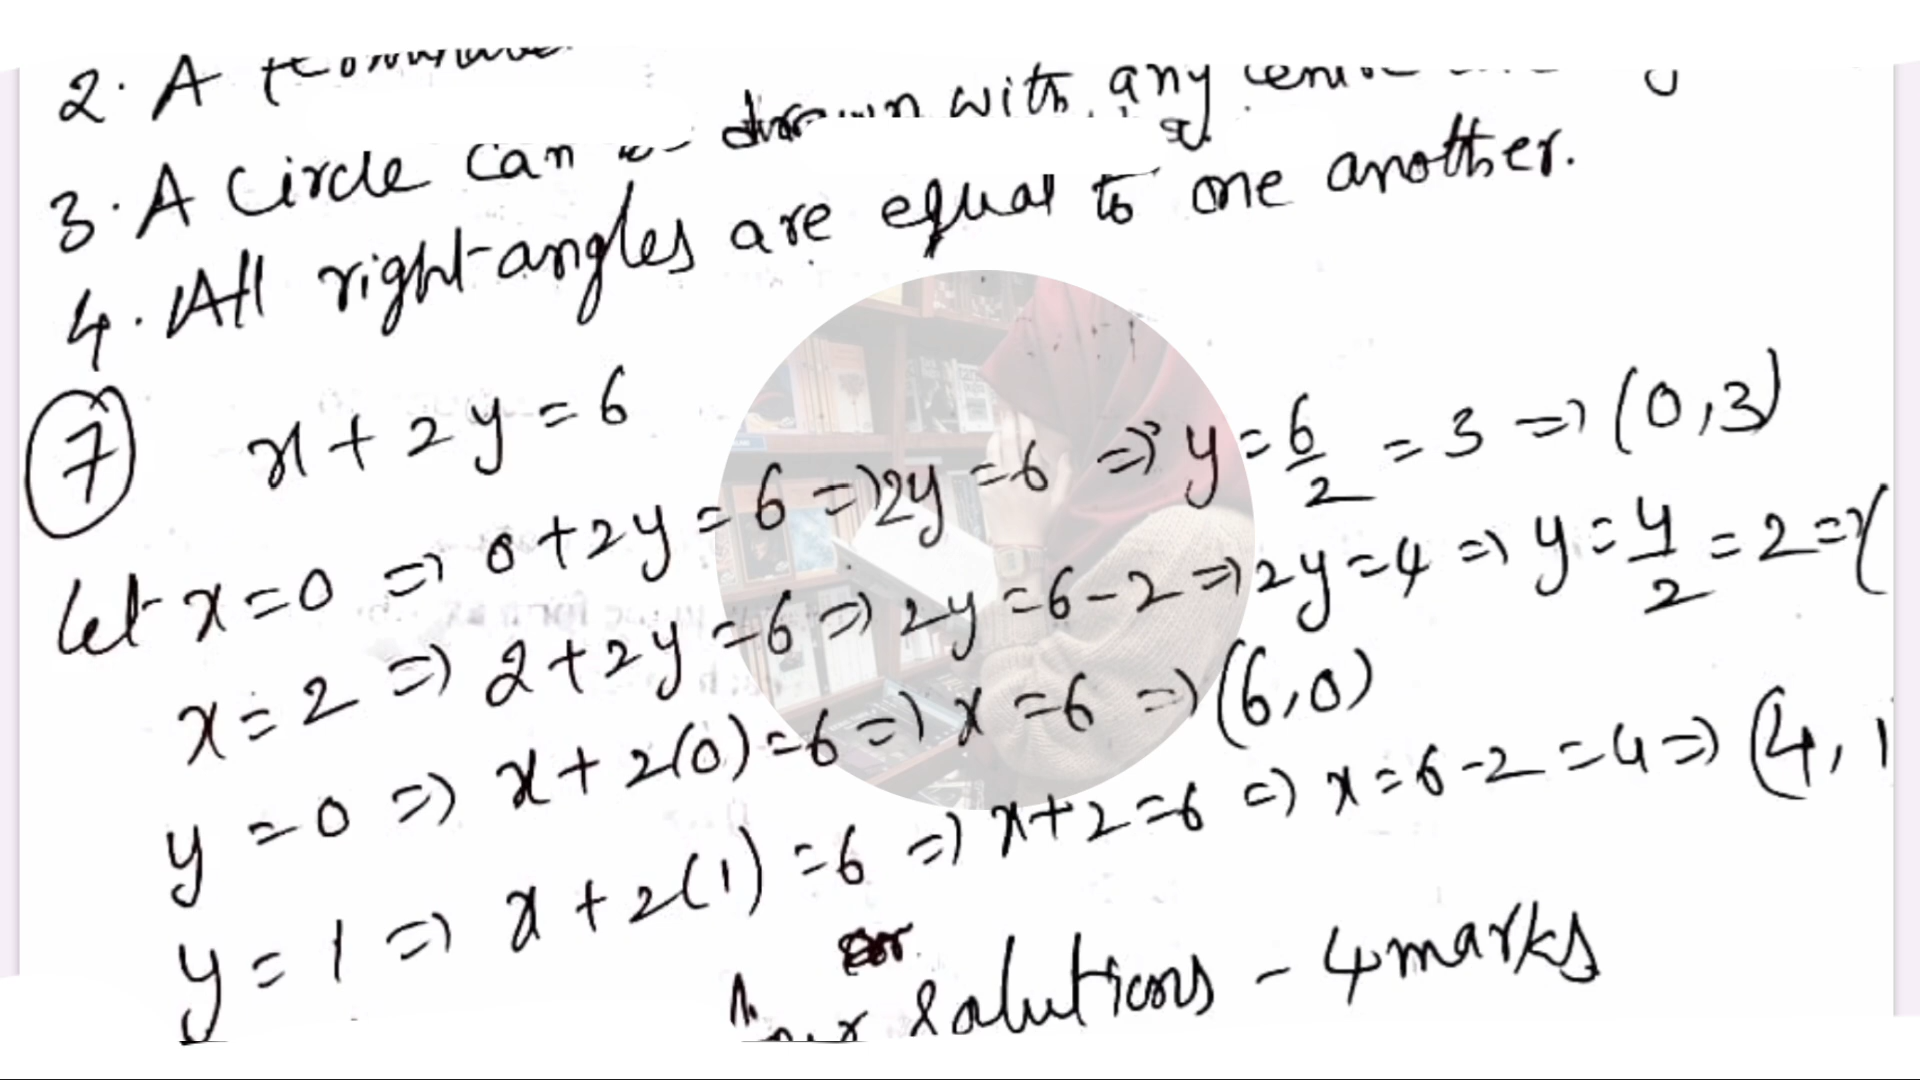 2. A
3. A Circle can drawn with any
4. All right-angles are equal to one another.
7 x + 2y = 6
let x = 0 => 0 + 2y = 6 => 2y = 6 => y = 6/2 = 3 => (0,3)
x = 2 => 2 + 2y = 6 => 2y = 6 - 2 => 2y = 4 => y = 4/2 = 2 => (
y = 0 => x + 2(0) = 6 => x = 6 => (6,0)
y = 1 => x + 2(1) = 6 => x + 2 = 6 => x = 6 - 2 = 4 => (4, 1
or
solutions - 4 marks